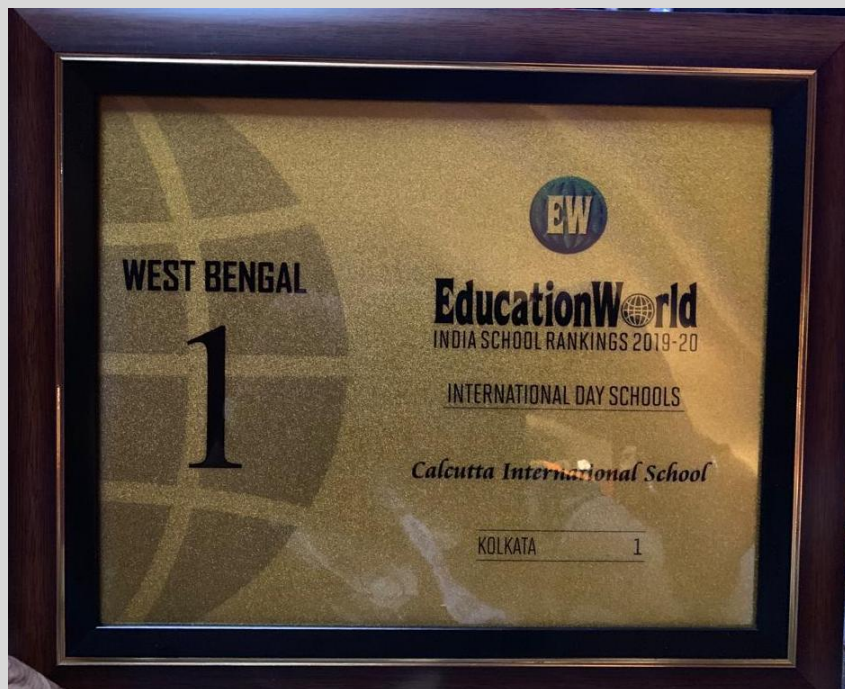 WEST BENGAL
1
EW
EducationWorld
INDIA SCHOOL RANKINGS 2019-20
INTERNATIONAL DAY SCHOOLS
Calcutta International School
KOLKATA 1